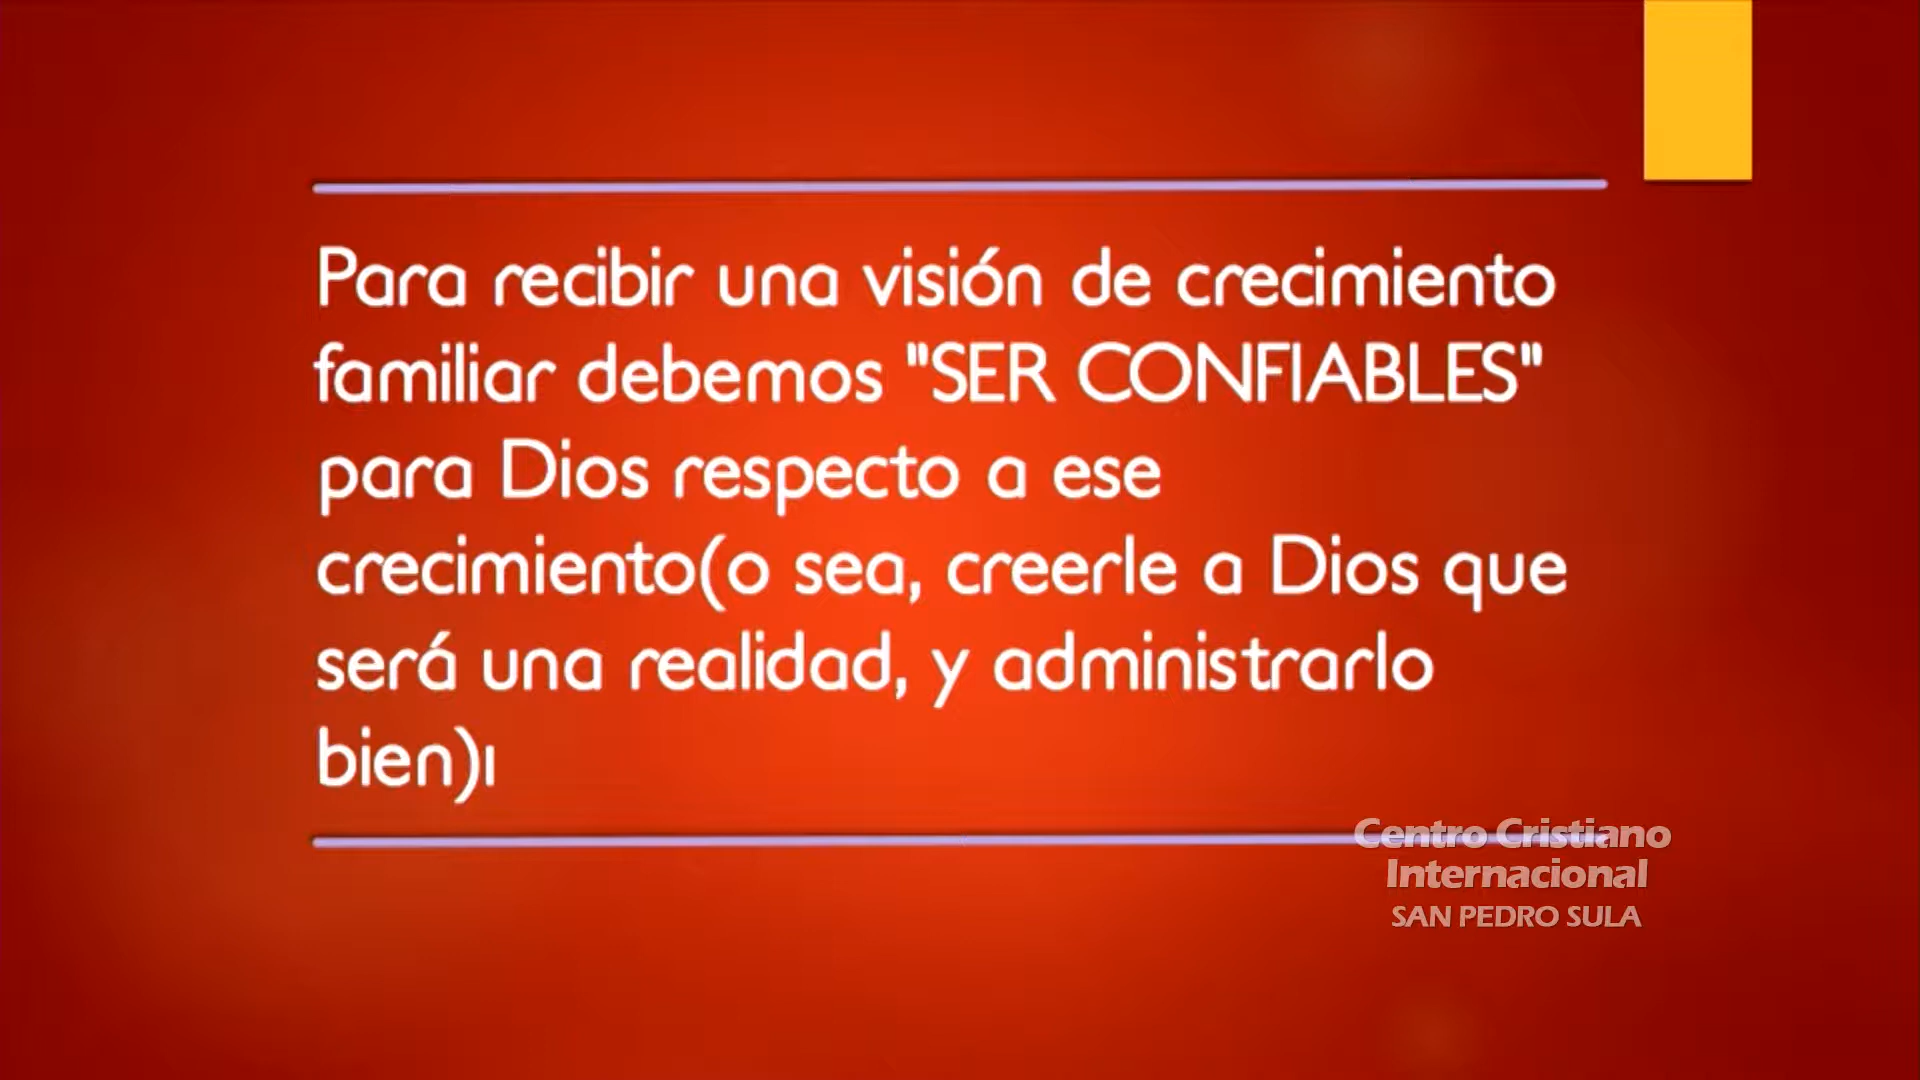 Para recibir una visión de crecimiento
familiar debemos "SER CONFIABLES"
para Dios respecto a ese
crecimiento(o sea, creerle a Dios que
será una realidad, y administrarlo
bien)ı
Centro Cristiano
Internacional
SAN PEDRO SULA